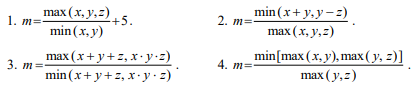 1. m = max(x,y,z) / min(x,y) + 5.
2. m = min(x+y, y−z) / max(x,y,z).
3. m = max(x+y+z, x·y·z) / min(x+y+z, x·y·z).
4. m = min[max(x,y), max(y,z)] / max(y,z).